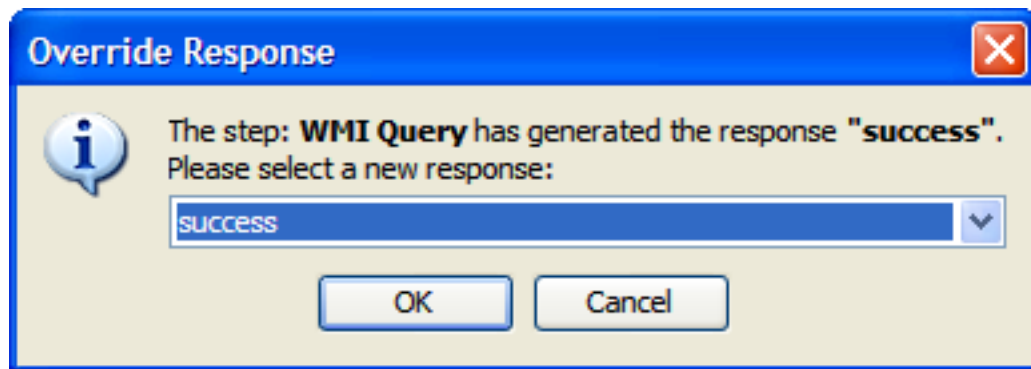 Override Response
The step: WMI Query has generated the response "success".
Please select a new response:
success
OK Cancel